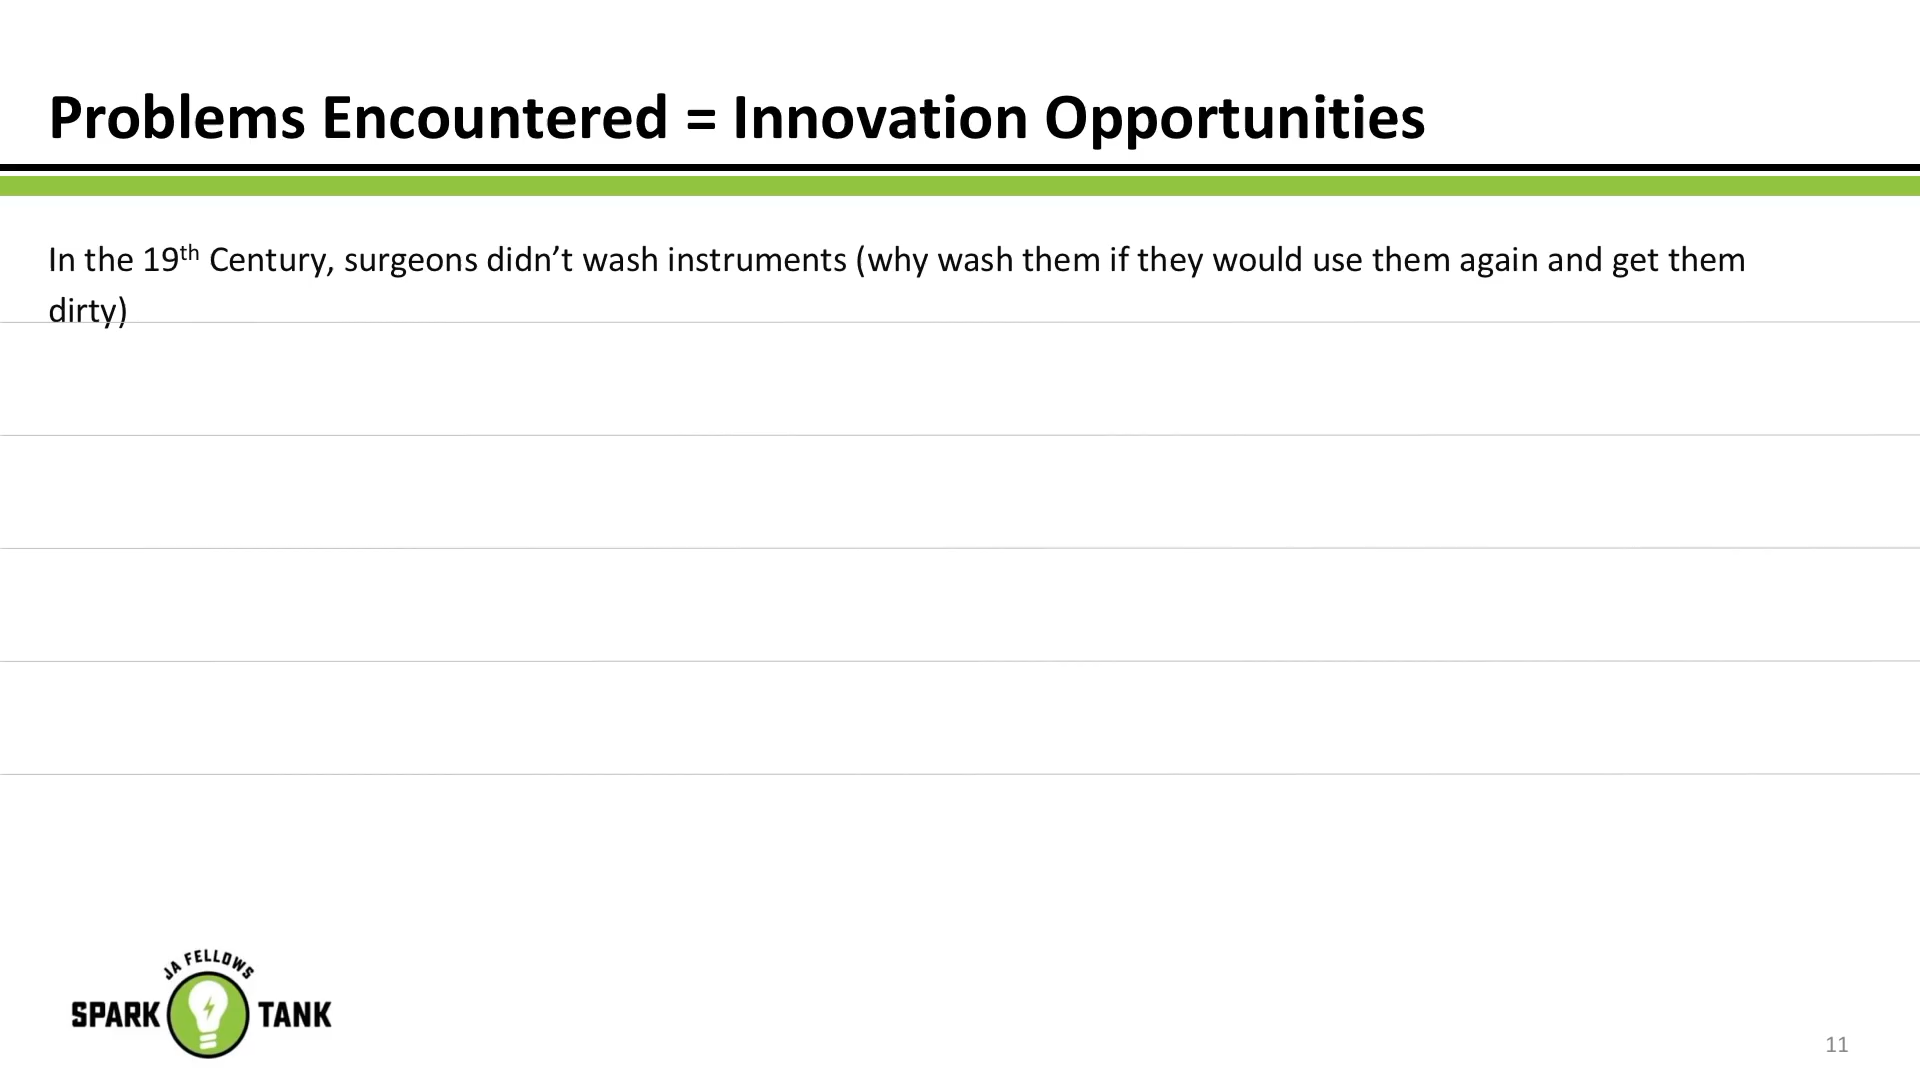 Problems Encountered = Innovation Opportunities
In the 19th Century, surgeons didn’t wash instruments (why wash them if they would use them again and get them
dirty)
JA FELLOWS
SPARK TANK
11